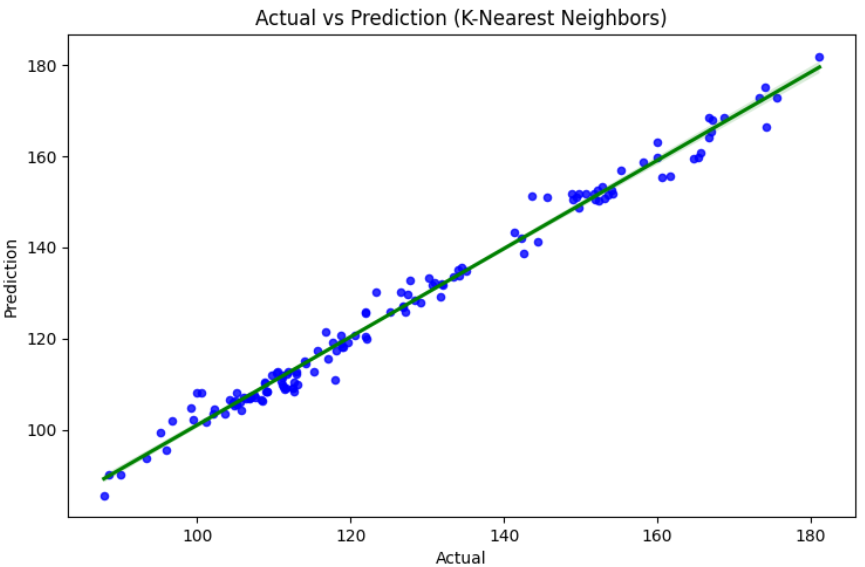 Actual vs Prediction (K-Nearest Neighbors)
180
160
140
120
100
Prediction
100 120 140 160 180
Actual